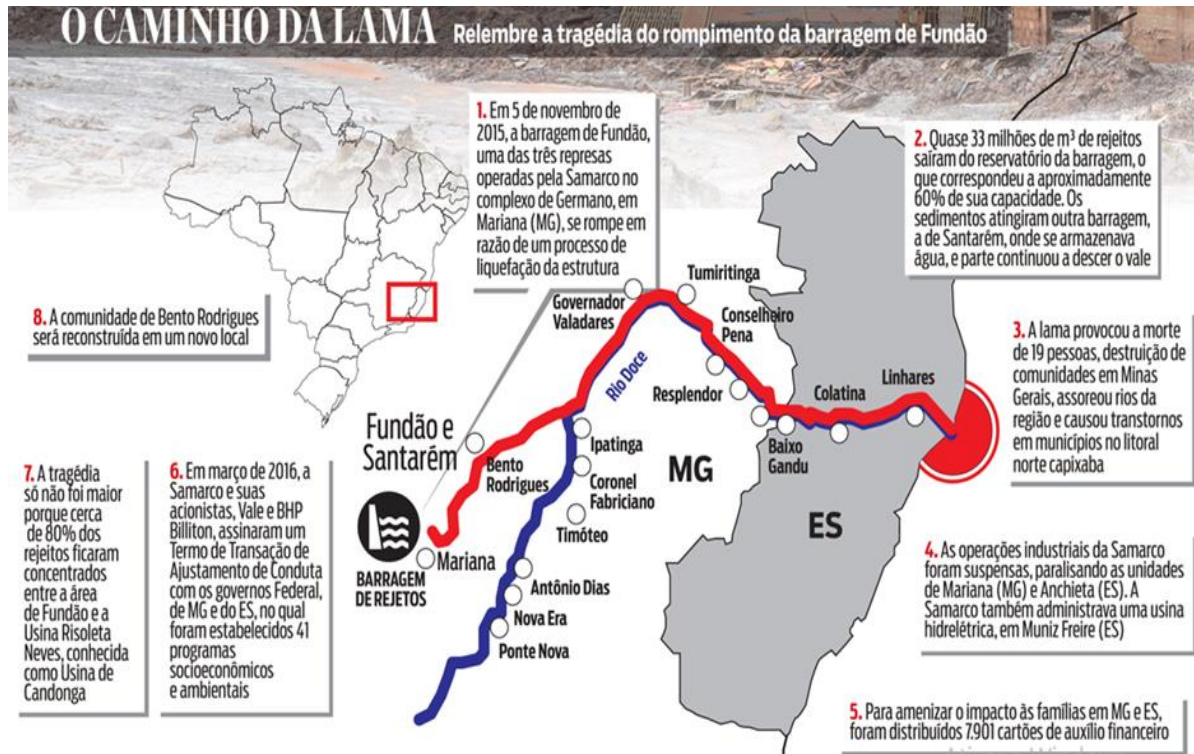 O CAMINHO DA LAMA Relembre a tragédia do rompimento da barragem de Fundão
1. Em 5 de novembro de
2015, a barragem de Fundão,
uma das três represas
operadas pela Samarco no
complexo de Germano, em
Mariana (MG), se rompe em
razão de um processo de
liquefação da estrutura
2. Quase 33 milhões de m³ de rejeitos
saíram do reservatório da barragem, o
que correspondeu a aproximadamente
60% de sua capacidade. Os
sedimentos atingiram outra barragem,
a de Santarém, onde se armazenava
água, e parte continuou a descer o vale
3. A lama provocou a morte
de 19 pessoas, destruição de
comunidades em Minas
Gerais, assoreou rios da
região e causou transtornos
em municípios no litoral
norte capixaba
4. As operações industriais da Samarco
foram suspensas, paralisando as unidades
de Mariana (MG) e Anchieta (ES). A
Samarco também administrava uma usina
hidrelétrica, em Muniz Freire (ES)
5. Para amenizar o impacto às famílias em MG e ES,
foram distribuídos 7.901 cartões de auxílio financeiro
6. Em março de 2016, a
Samarco e suas
acionistas, Vale e BHP
Billiton, assinaram um
Termo de Transação de
Ajustamento de Conduta
com os governos Federal,
de MG e do ES, no qual
foram estabelecidos 41
programas
socioeconômicos
e ambientais
7. A tragédia
só não foi maior
porque cerca
de 80% dos
rejeitos ficaram
concentrados
entre a área
de Fundão e a
Usina Risoleta
Neves, conhecida
como Usina de
Candonga
8. A comunidade de Bento Rodrigues
será reconstruída em um novo local
Fundão e
Santarém
BARRAGEM
DE REJETOS
Mariana
Bento
Rodrigues
Governador
Valadares
Tumiritinga
Conselheiro
Pena
Resplendor
Rio Doce
Ipatinga
Coronel
Fabriciano
Timóteo
Antônio Dias
Nova Era
Ponte Nova
MG
Baixo
Gandu
Colatina
Linhares
ES